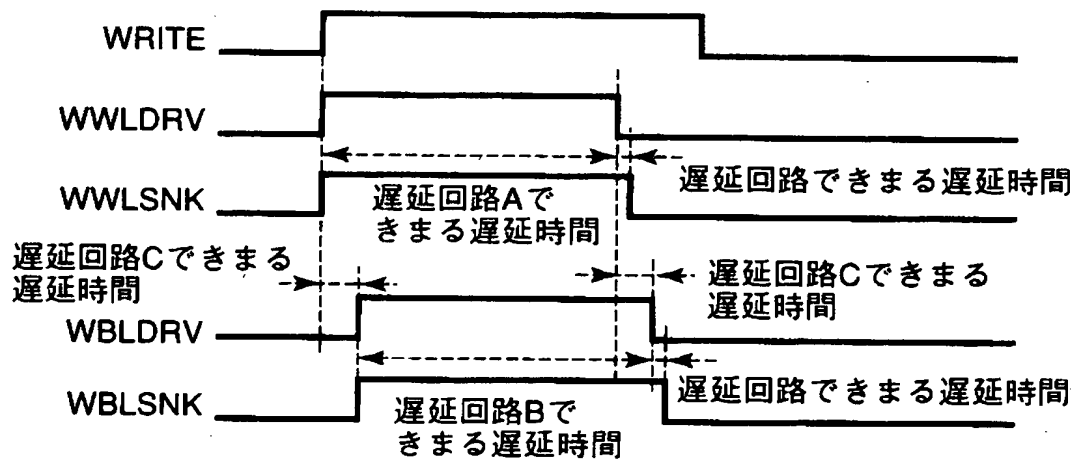 WRITE
WWLDRV
遅延回路できまる遅延時間
WWLSNK
遅延回路Aで
きまる遅延時間
遅延回路Cできまる
遅延時間
遅延回路Cできまる
遅延時間
WBLDRV
WBLSNK
遅延回路できまる遅延時間
遅延回路Bで
きまる遅延時間